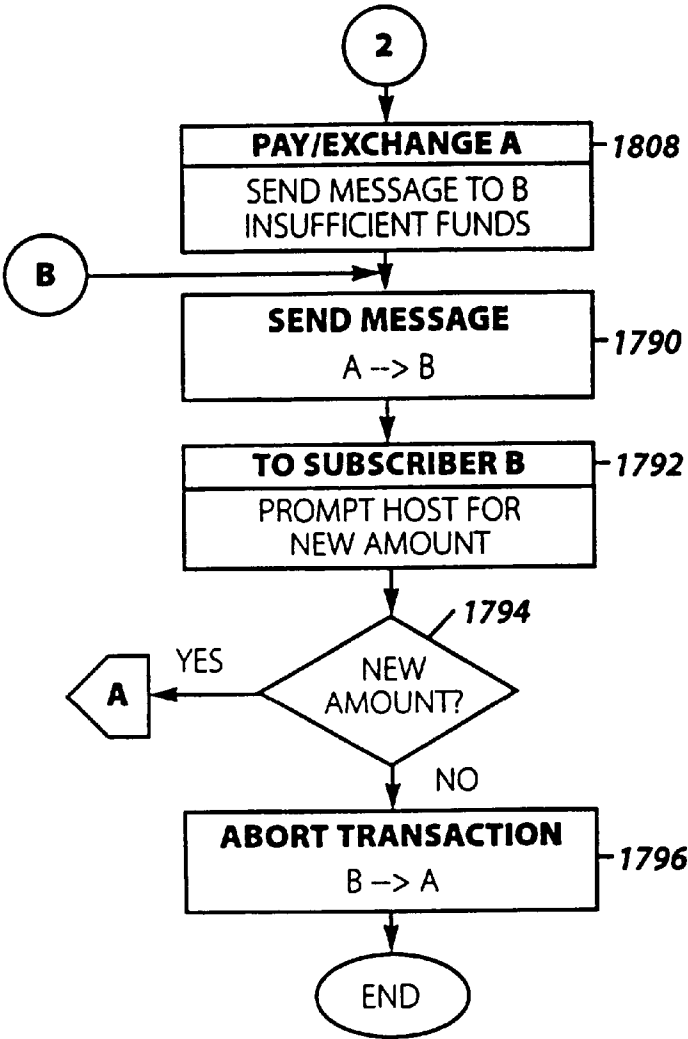 2
PAY/EXCHANGE A
1808
SEND MESSAGE TO B
INSUFFICIENT FUNDS
B
SEND MESSAGE
1790
A --> B
TO SUBSCRIBER B
1792
PROMPT HOST FOR
NEW AMOUNT
1794
YES
NEW
A
AMOUNT?
NO
ABORT TRANSACTION
1796
B --> A
END